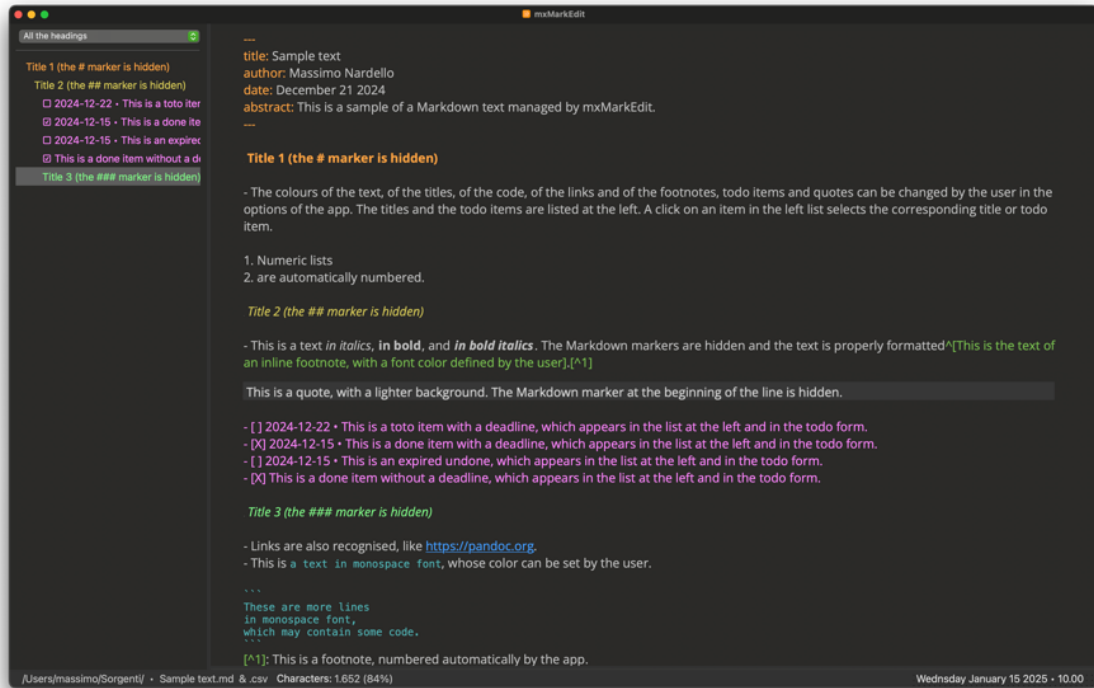 mxMarkEdit
All the headings
Title 1 (the # marker is hidden)
Title 2 (the ## marker is hidden)
☐ 2024-12-22 • This is a toto iter
☑ 2024-12-15 • This is a done ite
☐ 2024-12-15 • This is an expired
☑ This is a done item without a de
Title 3 (the ### marker is hidden)
---
title: Sample text
author: Massimo Nardello
date: December 21 2024
abstract: This is a sample of a Markdown text managed by mxMarkEdit.
---
Title 1 (the # marker is hidden)
- The colours of the text, of the titles, of the code, of the links and of the footnotes, todo items and quotes can be changed by the user in the
options of the app. The titles and the todo items are listed at the left. A click on an item in the left list selects the corresponding title or todo
item.
1. Numeric lists
2. are automatically numbered.
Title 2 (the ## marker is hidden)
- This is a text in italics, in bold, and in bold italics. The Markdown markers are hidden and the text is properly formatted^[This is the text of
an inline footnote, with a font color defined by the user].[^1]
This is a quote, with a lighter background. The Markdown marker at the beginning of the line is hidden.
- [ ] 2024-12-22 • This is a toto item with a deadline, which appears in the list at the left and in the todo form.
- [X] 2024-12-15 • This is a done item with a deadline, which appears in the list at the left and in the todo form.
- [ ] 2024-12-15 • This is an expired undone, which appears in the list at the left and in the todo form.
- [X] This is a done item without a deadline, which appears in the list at the left and in the todo form.
Title 3 (the ### marker is hidden)
- Links are also recognised, like https://pandoc.org.
- This is a text in monospace font, whose color can be set by the user.
```
These are more lines
in monospace font,
which may contain some code.
```
[^1]: This is a footnote, numbered automatically by the app.
/Users/massimo/Sorgenti/ • Sample text.md & .csv Characters: 1.652 (84%)
Wednsday January 15 2025 • 10.00